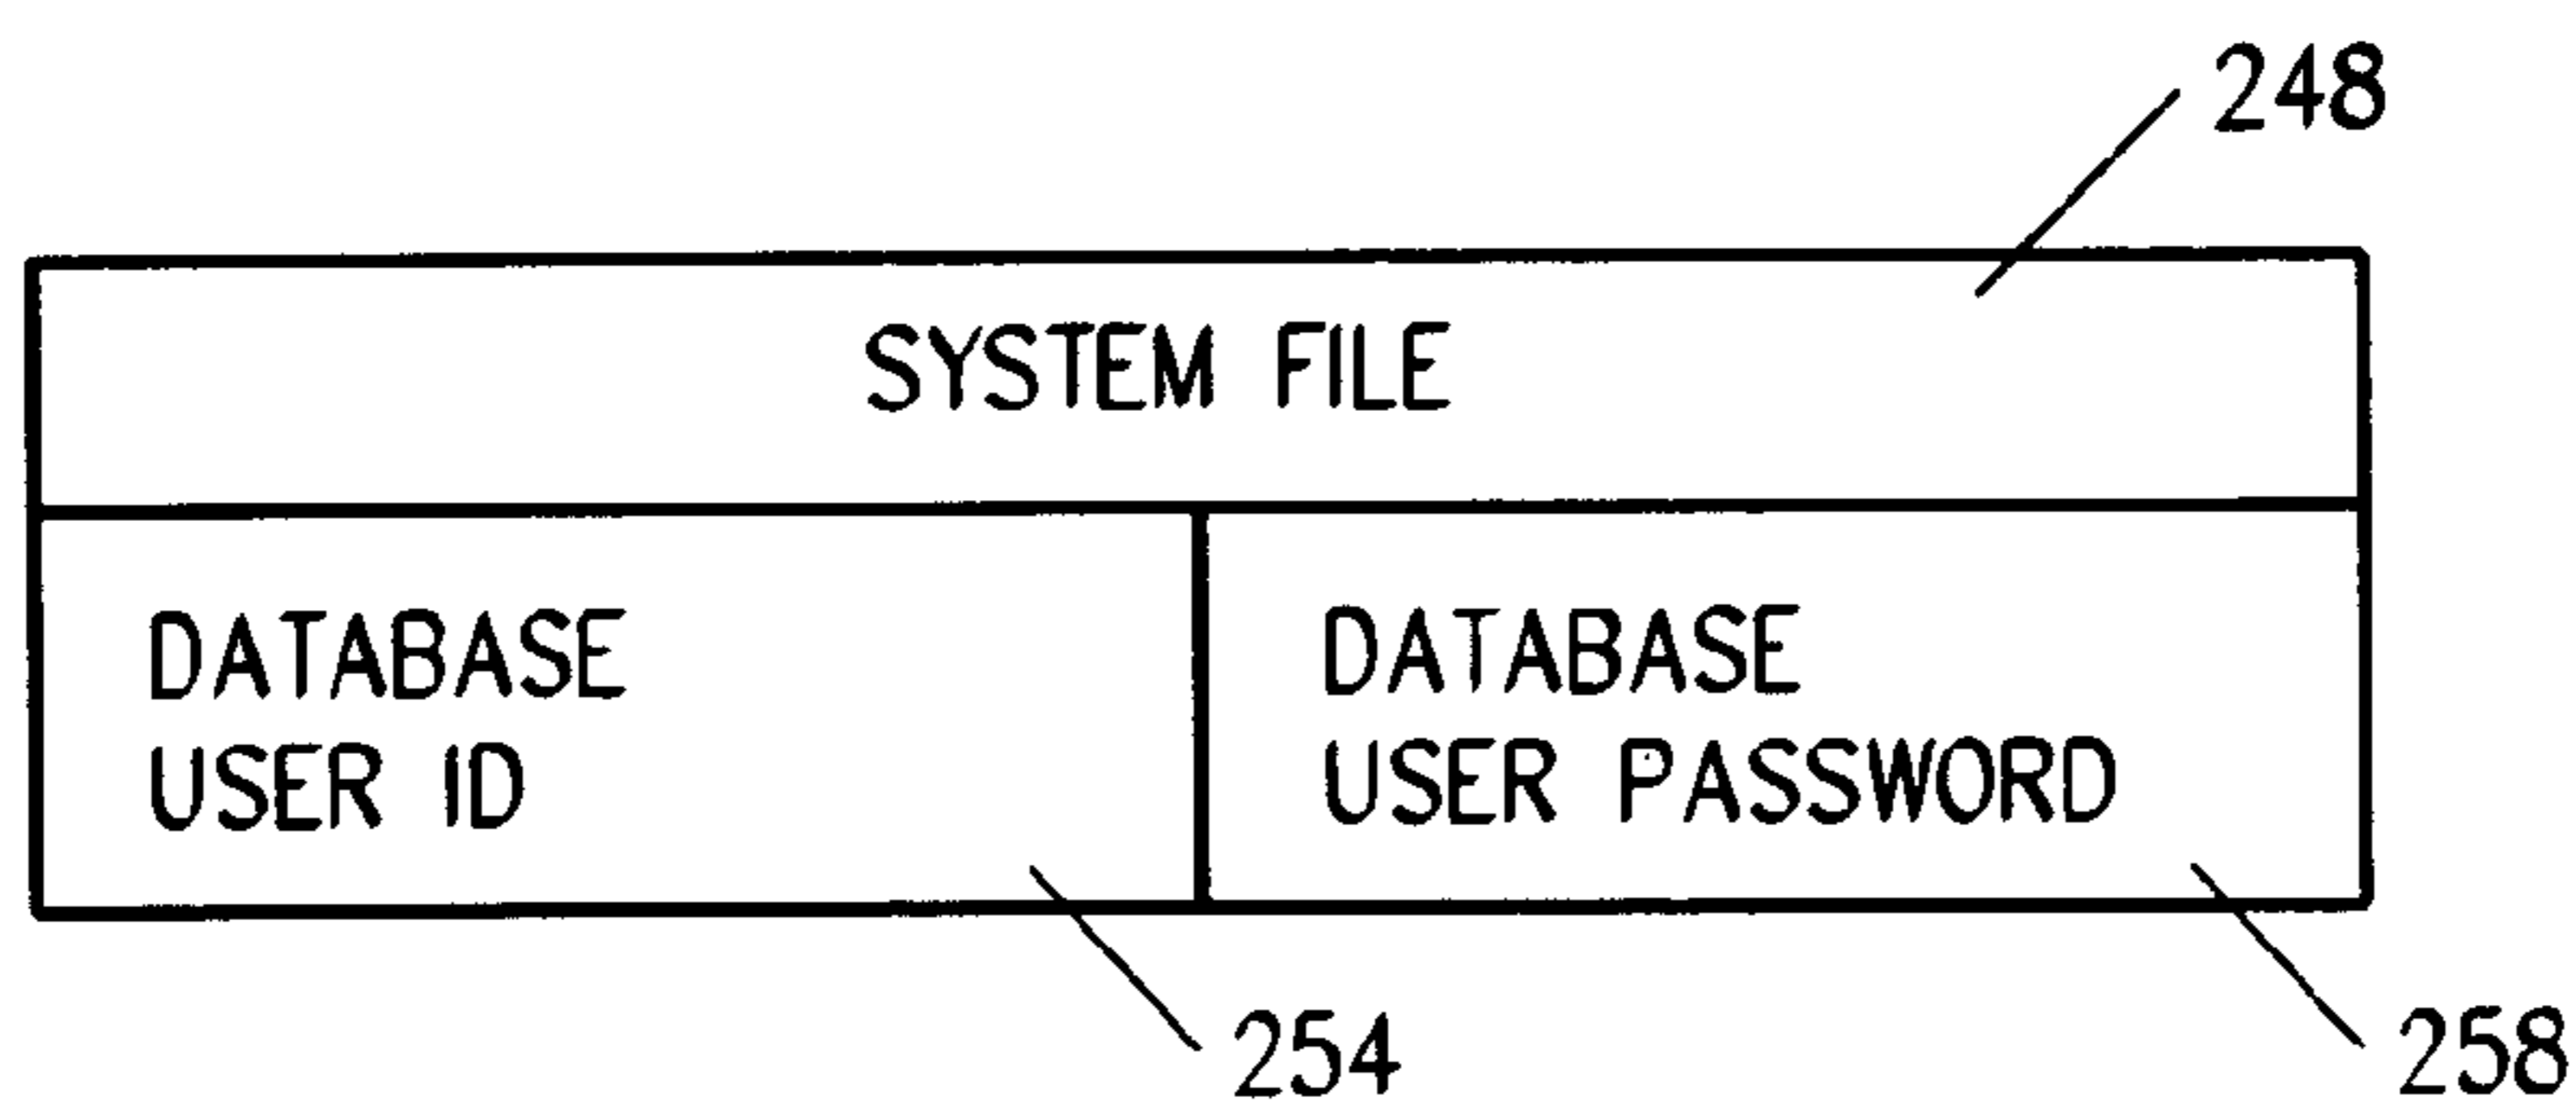 248
SYSTEM FILE
DATABASE
USER ID
DATABASE
USER PASSWORD
254
258